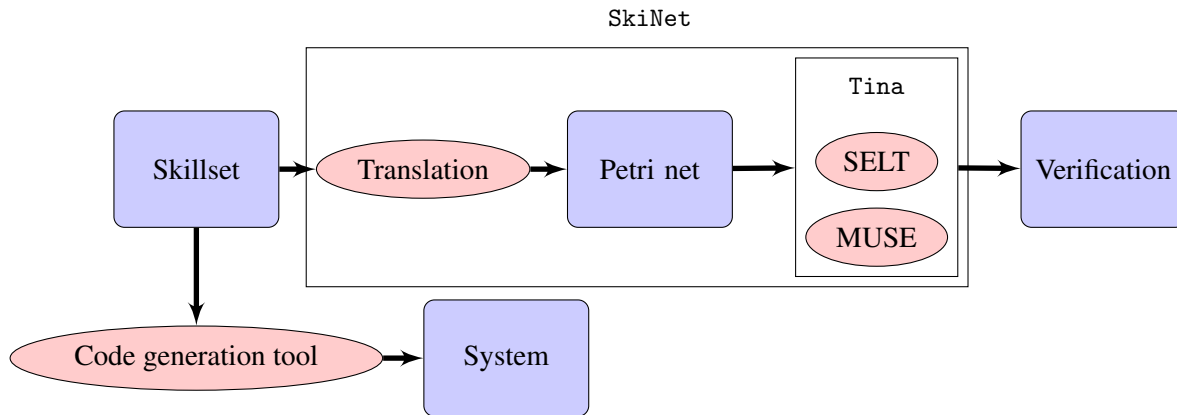 SkiNet
Tina
Skillset
Translation
Petri net
SELT
Verification
MUSE
Code generation tool
System